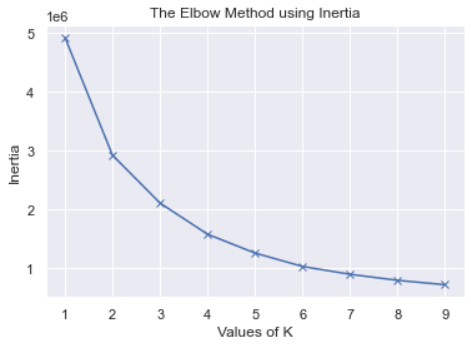 The Elbow Method using Inertia
1e6
5
4
3
2
1
Inertia
1 2 3 4 5 6 7 8 9
Values of K